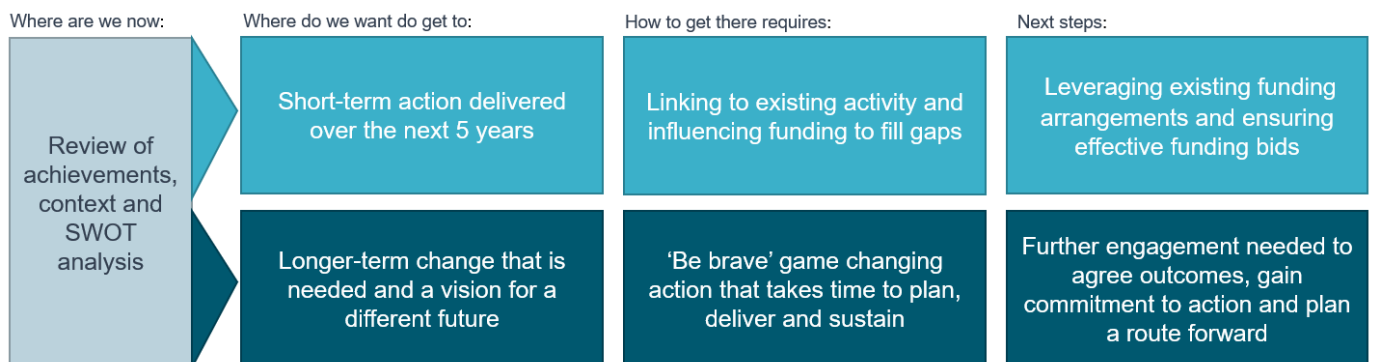 Where are we now:
Where do we want do get to:
How to get there requires:
Next steps:
Review of
achievements,
context and
SWOT
analysis
Short-term action delivered
over the next 5 years
Linking to existing activity and
influencing funding to fill gaps
Leveraging existing funding
arrangements and ensuring
effective funding bids
Longer-term change that is
needed and a vision for a
different future
‘Be brave’ game changing
action that takes time to plan,
deliver and sustain
Further engagement needed to
agree outcomes, gain
commitment to action and plan
a route forward